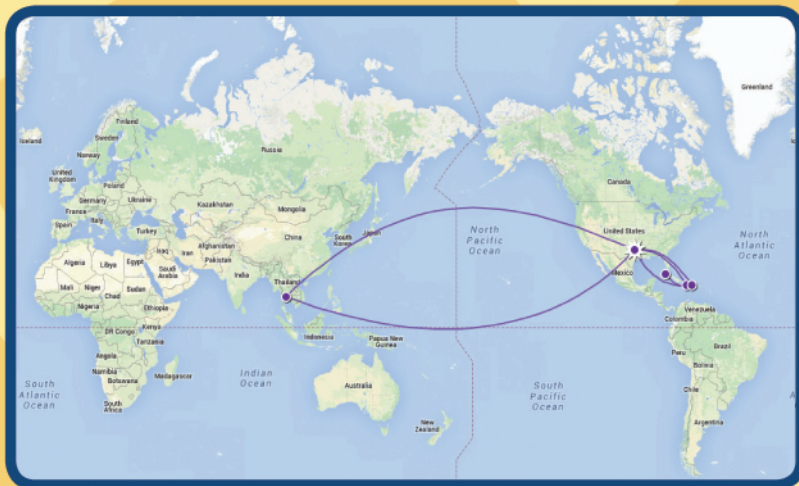 Greenland
Iceland
Finland
Sweden
Norway
Russia
United
Kingdom
Poland
Germany
Ukraine
France
Spain
Italy
Turkey
Kazakhstan
Mongolia
China
South
Korea
Japan
Afghanistan
Pakistan
Iraq
Iran
Saudi
Arabia
Egypt
Libya
Algeria
Mali
Niger
Chad
Sudan
Nigeria
Ethiopia
DR Congo
Kenya
Tanzania
Angola
Namibia
Botswana
Madagascar
South
Africa
India
Thailand
Indonesia
Papua New
Guinea
Australia
New
Zealand
Indian
Ocean
South
Atlantic
Ocean
North
Pacific
Ocean
South
Pacific
Ocean
Canada
United States
Mexico
North
Atlantic
Ocean
Venezuela
Colombia
Peru
Brazil
Bolivia
Chile
Argentina